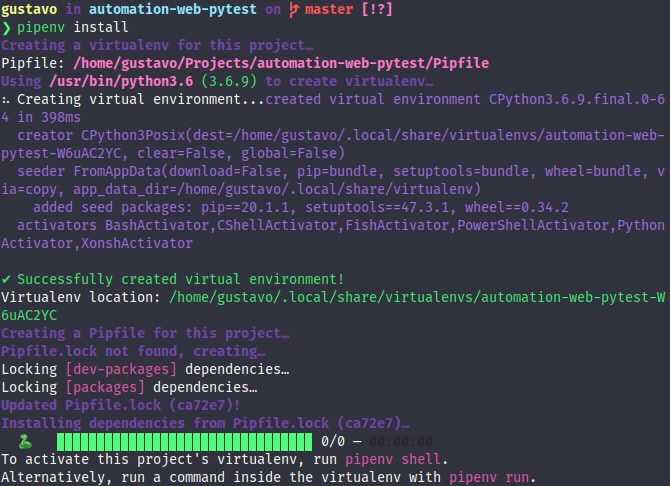 gustavo in automation-web-pytest on master [!?]
❯ pipenv install
Creating a virtualenv for this project…
Pipfile: /home/gustavo/Projects/automation-web-pytest/Pipfile
Using /usr/bin/python3.6 (3.6.9) to create virtualenv…
⠦ Creating virtual environment...created virtual environment CPython3.6.9.final.0-6
4 in 398ms
  creator CPython3Posix(dest=/home/gustavo/.local/share/virtualenvs/automation-web-
pytest-W6uAC2YC, clear=False, global=False)
  seeder FromAppData(download=False, pip=bundle, setuptools=bundle, wheel=bundle, v
ia=copy, app_data_dir=/home/gustavo/.local/share/virtualenv)
    added seed packages: pip==20.1.1, setuptools==47.3.1, wheel==0.34.2
  activators BashActivator,CShellActivator,FishActivator,PowerShellActivator,Python
Activator,XonshActivator
✔ Successfully created virtual environment!
Virtualenv location: /home/gustavo/.local/share/virtualenvs/automation-web-pytest-W
6uAC2YC
Creating a Pipfile for this project…
Pipfile.lock not found, creating…
Locking [dev-packages] dependencies…
Locking [packages] dependencies…
Updated Pipfile.lock (ca72e7)!
Installing dependencies from Pipfile.lock (ca72e7)…
0/0 — 00:00:00
To activate this project's virtualenv, run pipenv shell.
Alternatively, run a command inside the virtualenv with pipenv run.